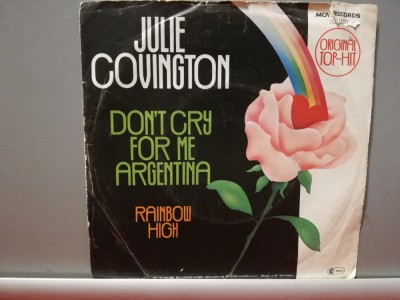 JULIE
COVINGTON
MCA RECORDS
ORIGINAL
TOP-HIT
DON'T CRY
FOR ME
ARGENTINA
RAINBOW
HIGH